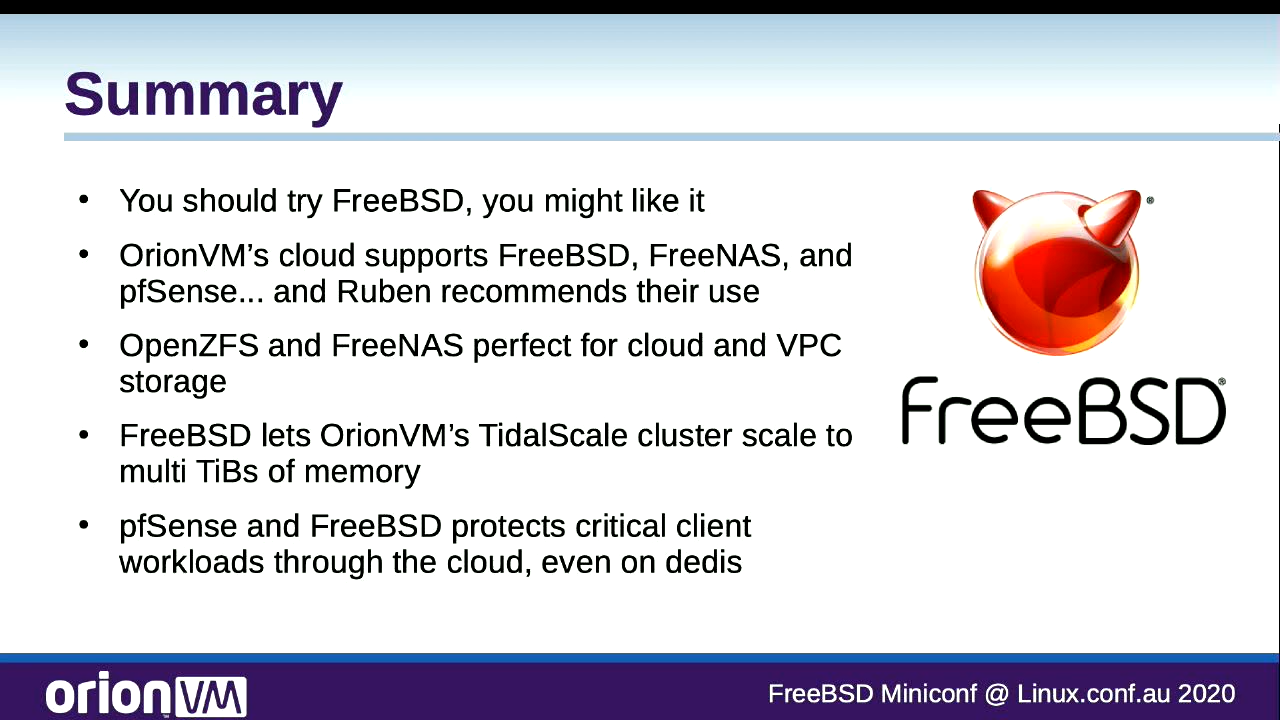 Summary
• You should try FreeBSD, you might like it
• OrionVM’s cloud supports FreeBSD, FreeNAS, and
pfSense... and Ruben recommends their use
• OpenZFS and FreeNAS perfect for cloud and VPC
storage
• FreeBSD lets OrionVM’s TidalScale cluster scale to
multi TiBs of memory
• pfSense and FreeBSD protects critical client
workloads through the cloud, even on dedis
®
FreeBSD®
orionVM™
FreeBSD Miniconf @ Linux.conf.au 2020